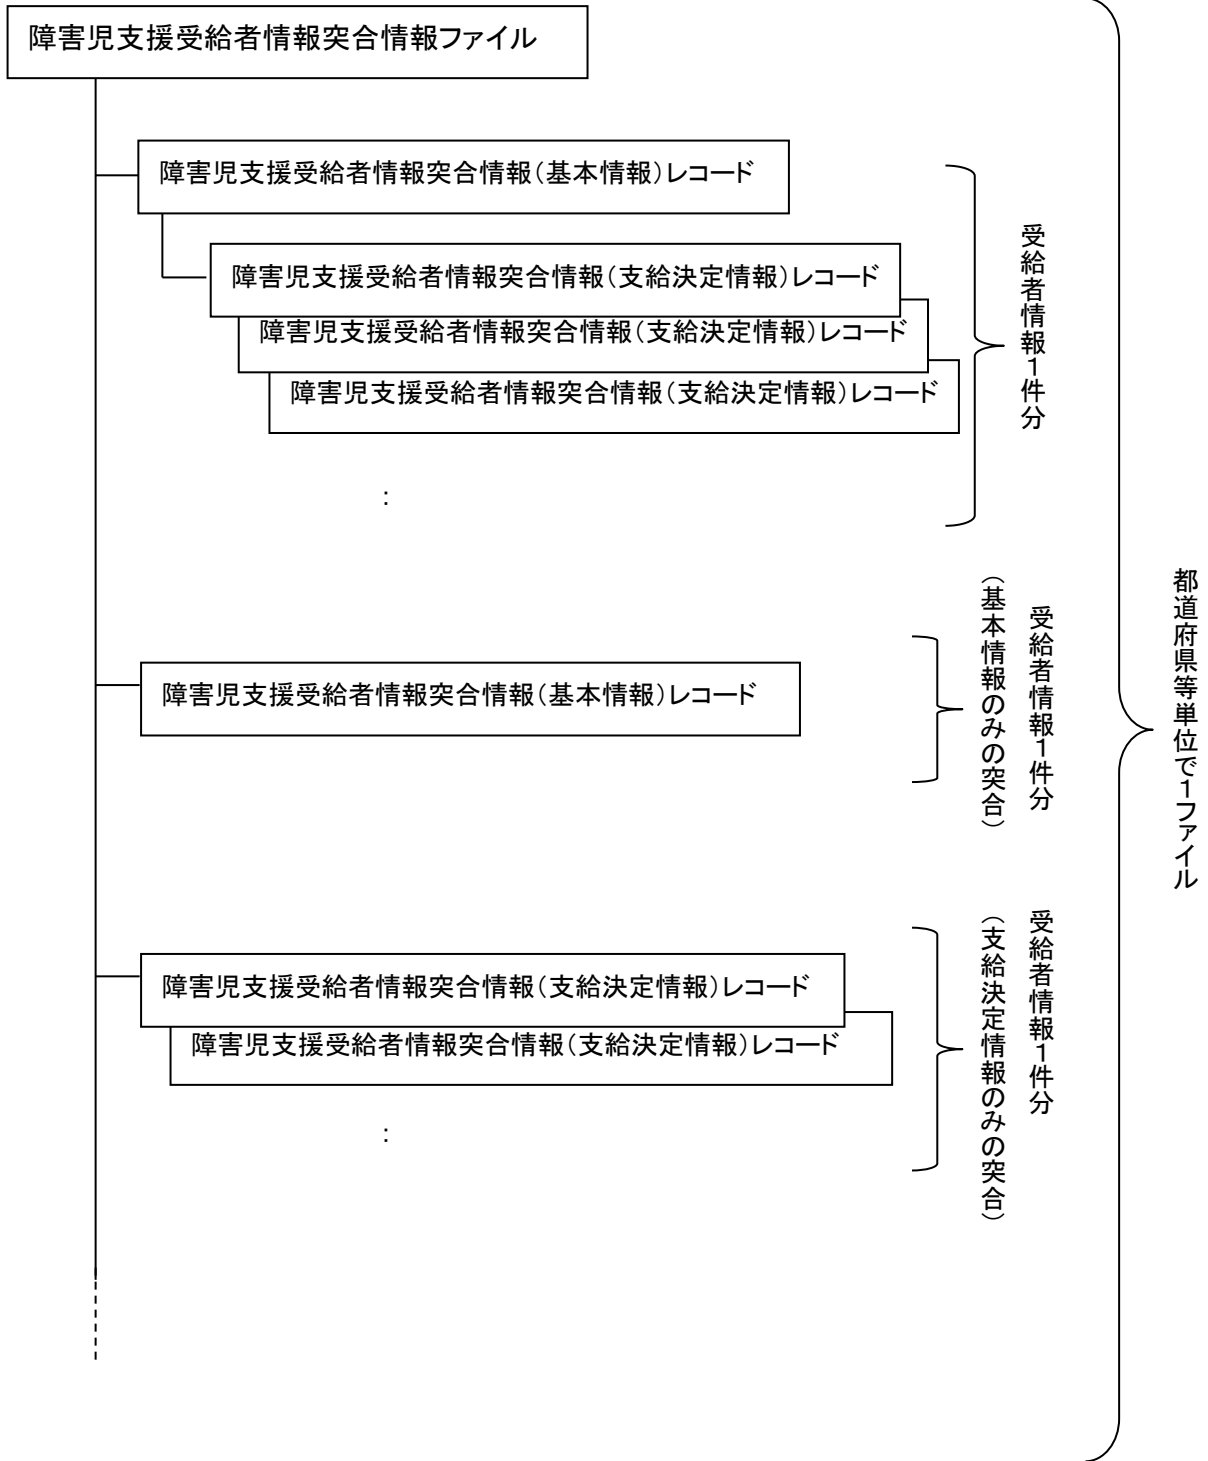 障害児支援受給者情報突合情報ファイル
障害児支援受給者情報突合情報（基本情報）レコード
障害児支援受給者情報突合情報（支給決定情報）レコード
障害児支援受給者情報突合情報（支給決定情報）レコード
障害児支援受給者情報突合情報（支給決定情報）レコード
：
受給者情報１件分
障害児支援受給者情報突合情報（基本情報）レコード
受給者情報１件分
（基本情報のみの突合）
障害児支援受給者情報突合情報（支給決定情報）レコード
障害児支援受給者情報突合情報（支給決定情報）レコード
：
受給者情報１件分
（支給決定情報のみの突合）
都道府県等単位で１ファイル